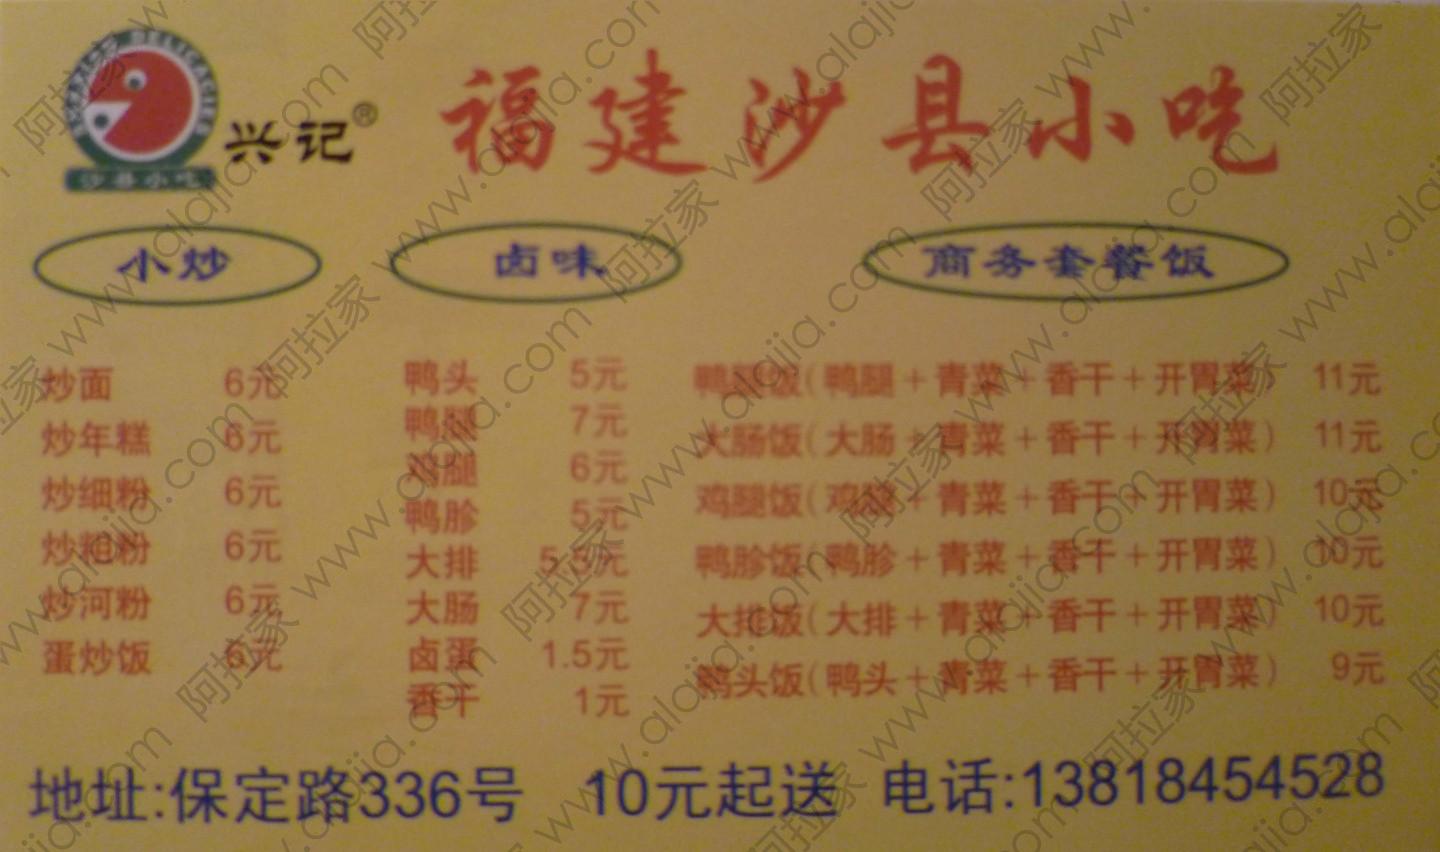 DELICACIES
沙县小吃
兴记®
福建沙县小吃
小炒
卤味
商务套餐饭
炒面 6元
炒年糕 6元
炒细粉 6元
炒粗粉 6元
炒河粉 6元
蛋炒饭 6元
鸭头 5元
鸭腿 7元
鸡腿 6元
鸭胗 5元
大排 5.5元
大肠 7元
卤蛋 1.5元
香干 1元
鸭腿饭(鸭腿+青菜+香干+开胃菜) 11元
大肠饭(大肠+青菜+香干+开胃菜) 11元
鸡腿饭(鸡腿+青菜+香干+开胃菜) 10元
鸭胗饭(鸭胗+青菜+香干+开胃菜) 10元
大排饭(大排+青菜+香干+开胃菜) 10元
鸭头饭(鸭头+青菜+香干+开胃菜) 9元
地址:保定路336号 10元起送 电话:13818454528
阿拉家 www.alajia.com